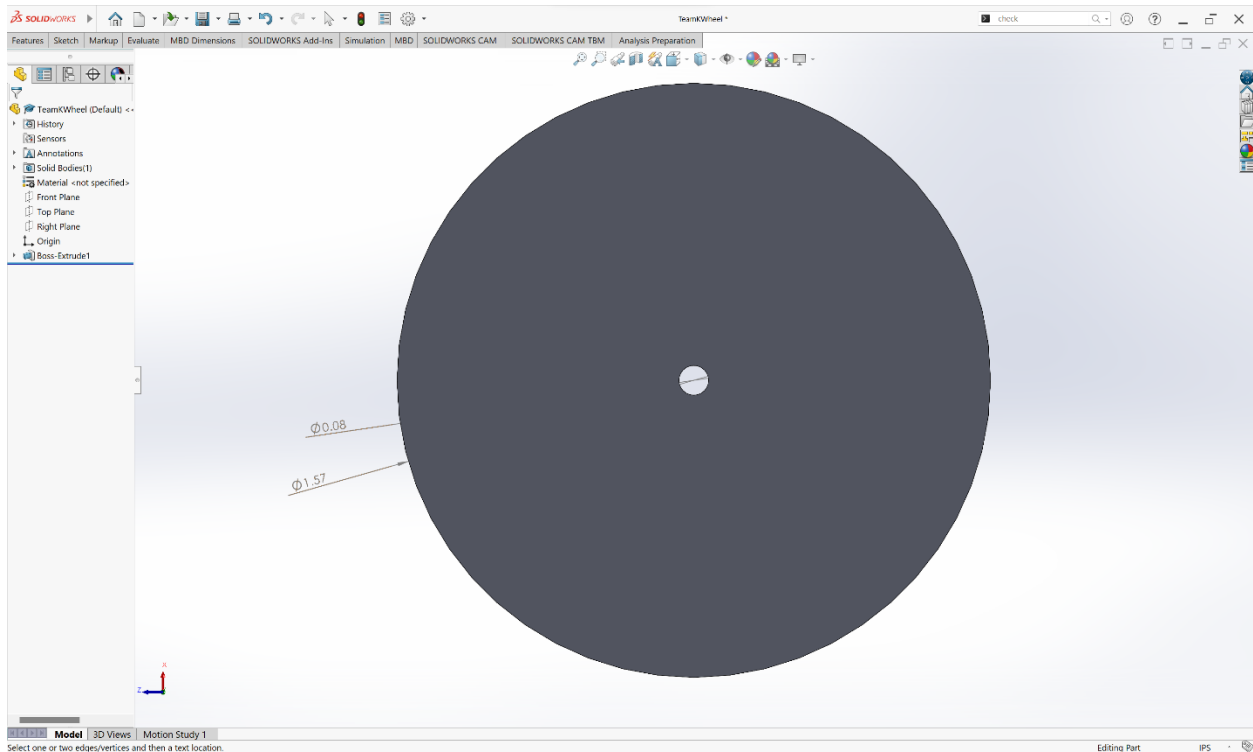 SOLIDWORKS
TeamKWheel *
check
Features Sketch Markup Evaluate MBD Dimensions SOLIDWORKS Add-Ins Simulation MBD SOLIDWORKS CAM SOLIDWORKS CAM TBM Analysis Preparation
TeamKWheel (Default) <
History
Sensors
Annotations
Solid Bodies(1)
Material <not specified>
Front Plane
Top Plane
Right Plane
Origin
Boss-Extrude1
Ø0.08
Ø1.57
X
Z
Model 3D Views Motion Study 1
Select one or two edges/vertices and then a text location.
Editing Part IPS